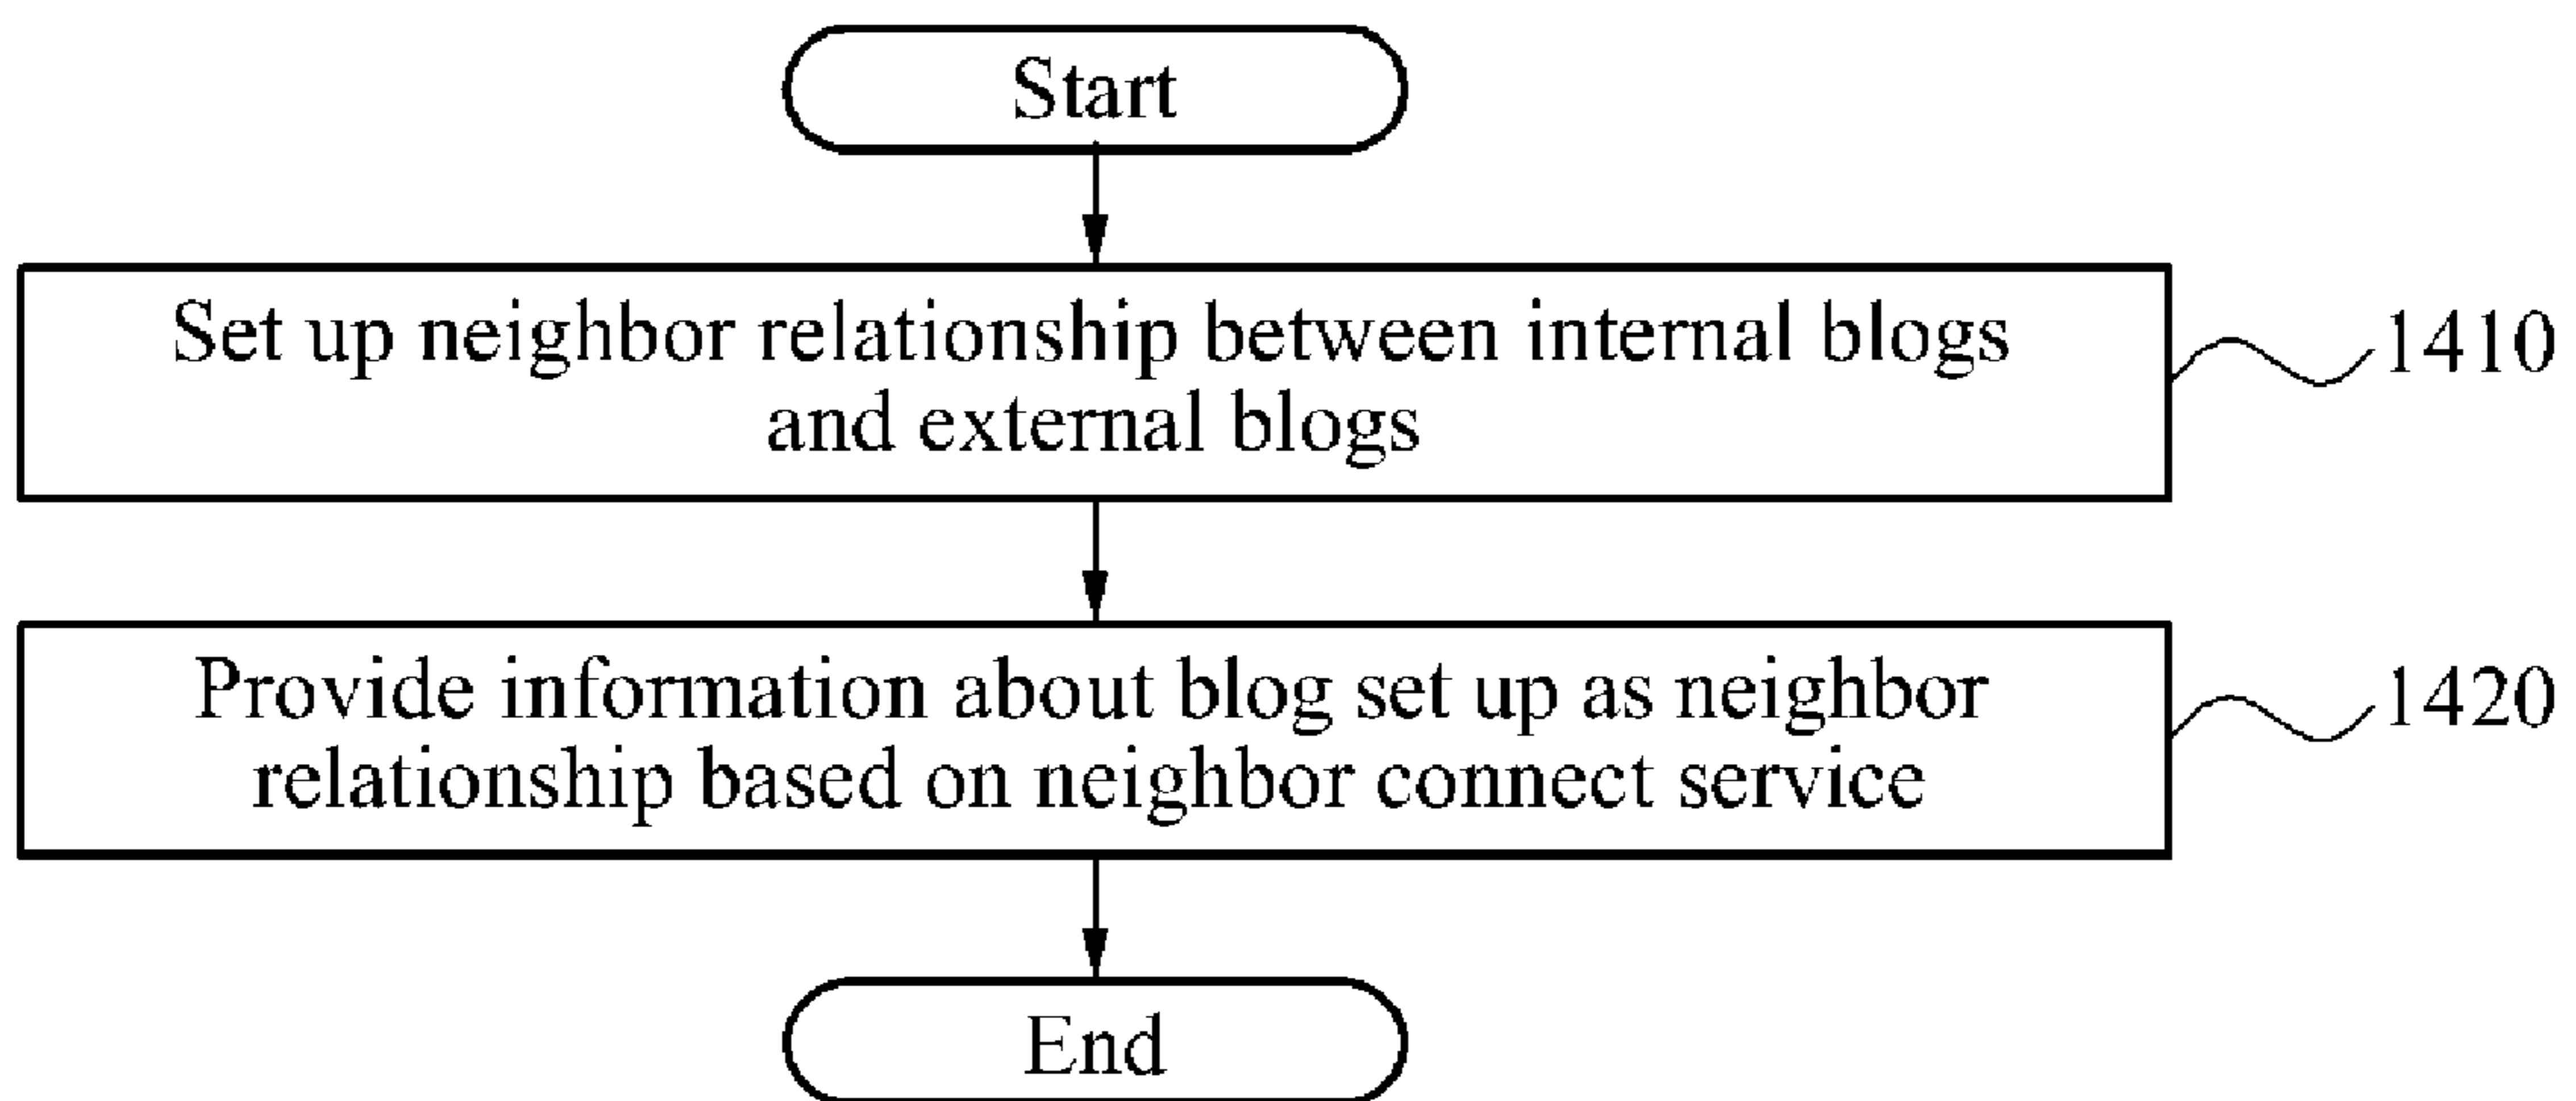 Start
Set up neighbor relationship between internal blogs
and external blogs
1410
Provide information about blog set up as neighbor
relationship based on neighbor connect service
1420
End